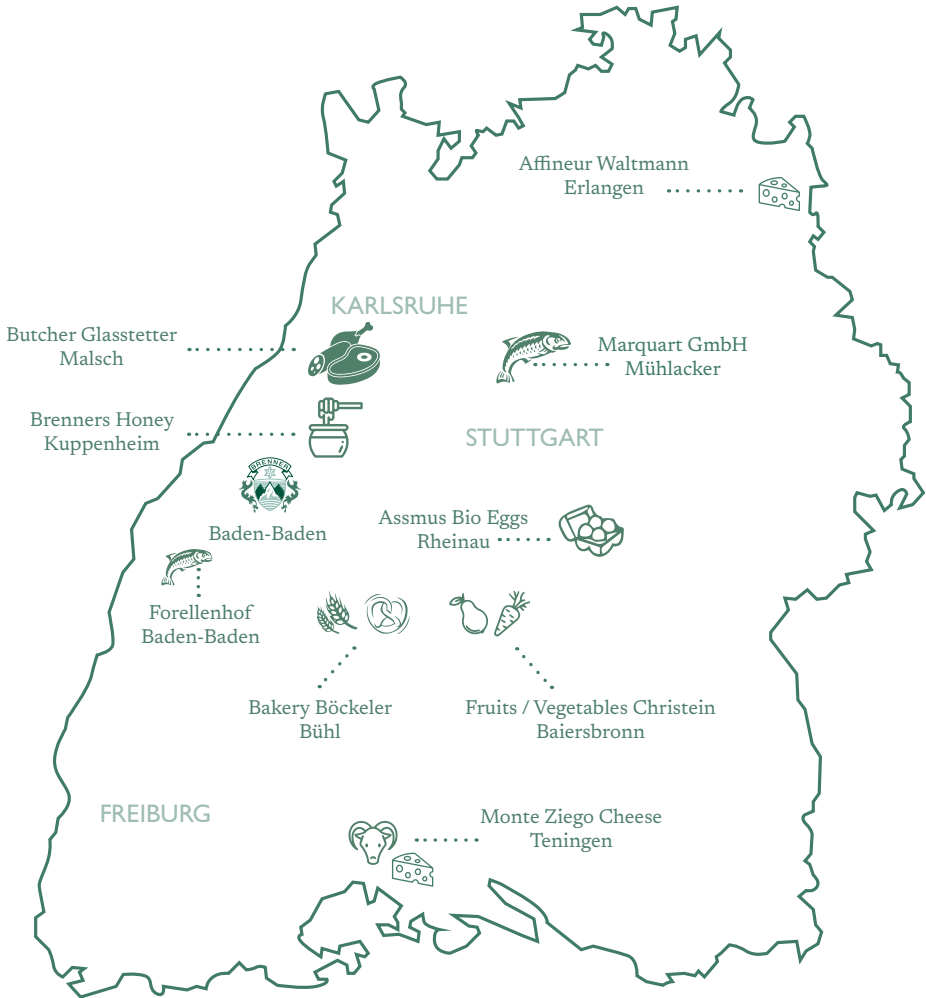 Affineur Waltmann
Erlangen
KARLSRUHE
Butcher Glasstetter
Malsch
Marquart GmbH
Mühlacker
Brenners Honey
Kuppenheim
STUTTGART
BRENNER
Baden-Baden
Assmus Bio Eggs
Rheinau
Forellenhof
Baden-Baden
Bakery Böckeler
Bühl
Fruits / Vegetables Christein
Baiersbronn
FREIBURG
Monte Ziego Cheese
Teningen